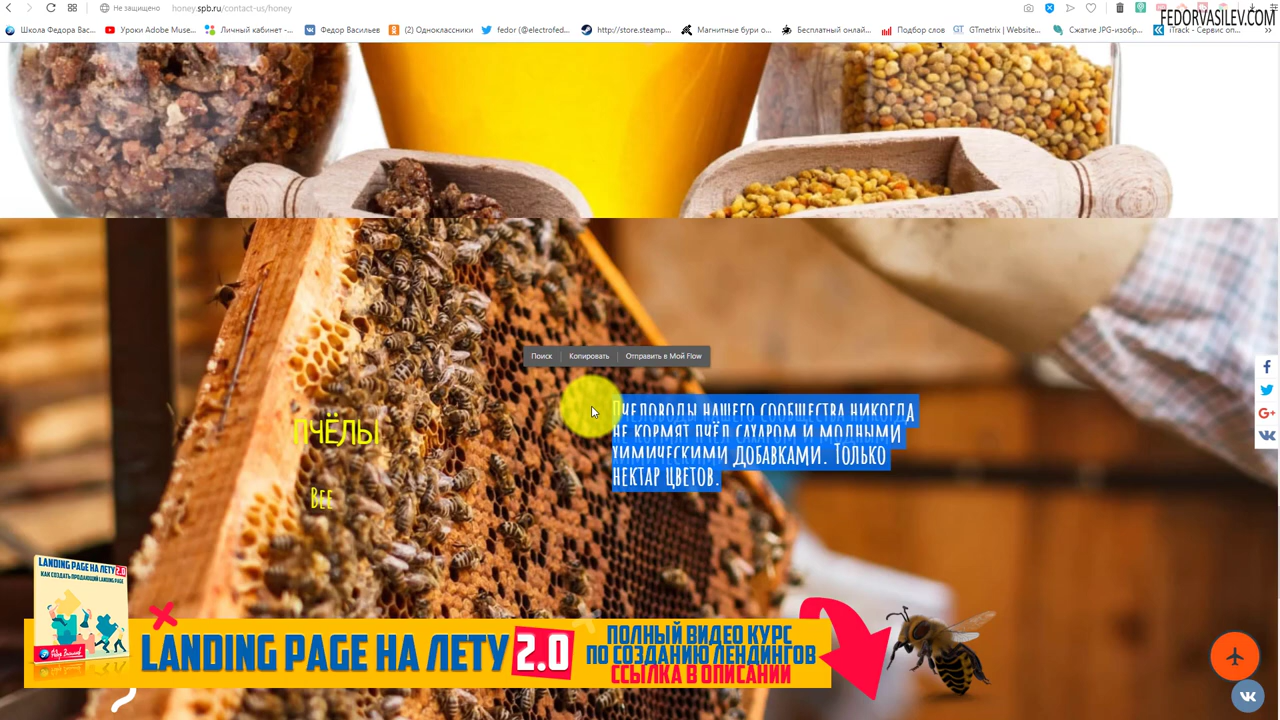 Не защищено
honey.spb.ru/contact-us/honey
FEDORVASILEV.COM
Школа Федора Вас...
Уроки Adobe Muse...
Личный кабинет -...
Федор Васильев
(2) Одноклассники
fedor (@electrofed...
http://store.steamp...
Магнитные бури о...
Бесплатный онлай...
Подбор слов
GTmetrix | Website...
Сжатие JPG-изобр...
iTrack - Сервис оп...
Поиск
Копировать
Отправить в Мой Flow
ПЧЁЛЫ
Bee
Пчеловоды нашего сообщества никогда
не кормят пчёл сахаром и модными
химическими добавками. Только
нектар цветов.
LANDING PAGE НА ЛЕТУ 2.0
КАК СОЗДАТЬ ПРОДАЮЩИЙ LANDING PAGE
Федор Васильев
LANDING PAGE НА ЛЕТУ 2.0
ПОЛНЫЙ ВИДЕО КУРС
ПО СОЗДАНИЮ ЛЕНДИНГОВ
ССЫЛКА В ОПИСАНИИ